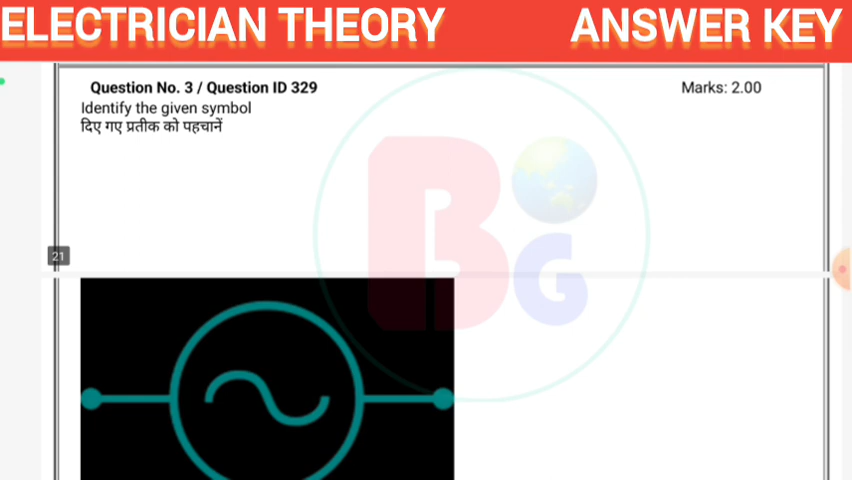 ELECTRICIAN THEORY ANSWER KEY
Question No. 3 / Question ID 329 Marks: 2.00
Identify the given symbol
दिए गए प्रतीक को पहचानें
BG
21